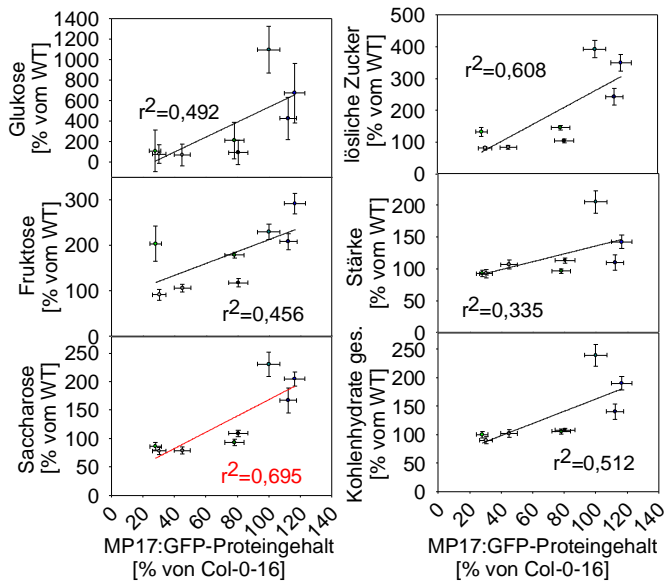 Glukose
[% vom WT]
1400
1200
1000
800
600
400
200
0
r²=0,492
lösliche Zucker
[% vom WT]
500
400
300
200
100
0
r²=0,608
Fruktose
[% vom WT]
300
200
100
0
r²=0,456
Stärke
[% vom WT]
200
150
100
50
0
r²=0,335
Saccharose
[% vom WT]
250
200
150
100
50
0
r²=0,695
Kohlenhydrate ges.
[% vom WT]
250
200
150
100
50
0
r²=0,512
0 20 40 60 80 100 120 140
MP17:GFP-Proteingehalt
[% von Col-0-16]
0 20 40 60 80 100 120 140
MP17:GFP-Proteingehalt
[% von Col-0-16]